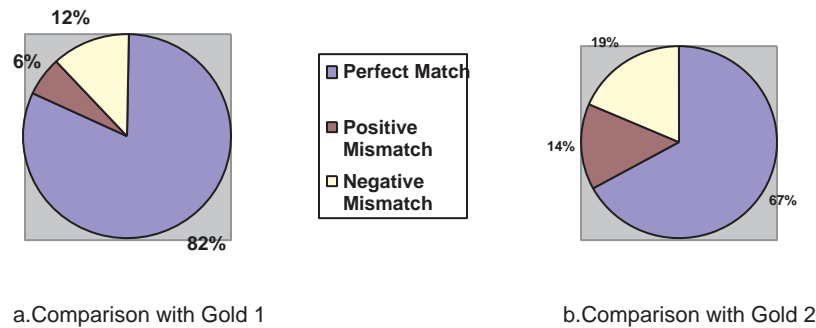 12%
6%
82%
Perfect Match
Positive
Mismatch
Negative
Mismatch
19%
14%
67%
a.Comparison with Gold 1
b.Comparison with Gold 2